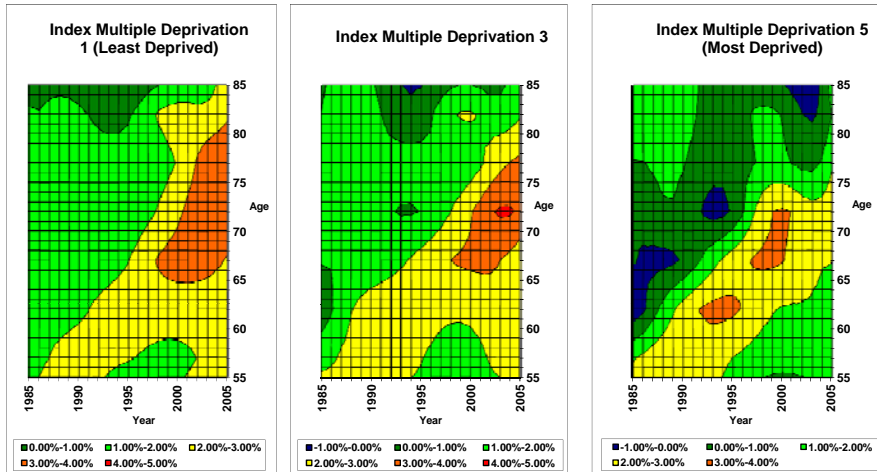 Index Multiple Deprivation
1 (Least Deprived)
85
80
75
Age
70
65
60
55
1985
1990
1995
2000
2005
Year
0.00%-1.00% 1.00%-2.00% 2.00%-3.00%
3.00%-4.00% 4.00%-5.00%
Index Multiple Deprivation 3
85
80
75
Age
70
65
60
55
1985
1990
1995
2000
2005
Year
-1.00%-0.00% 0.00%-1.00% 1.00%-2.00%
2.00%-3.00% 3.00%-4.00% 4.00%-5.00%
Index Multiple Deprivation 5
(Most Deprived)
85
80
75
Age
70
65
60
55
1985
1990
1995
2000
2005
Year
-1.00%-0.00% 0.00%-1.00% 1.00%-2.00%
2.00%-3.00% 3.00%-4.00%